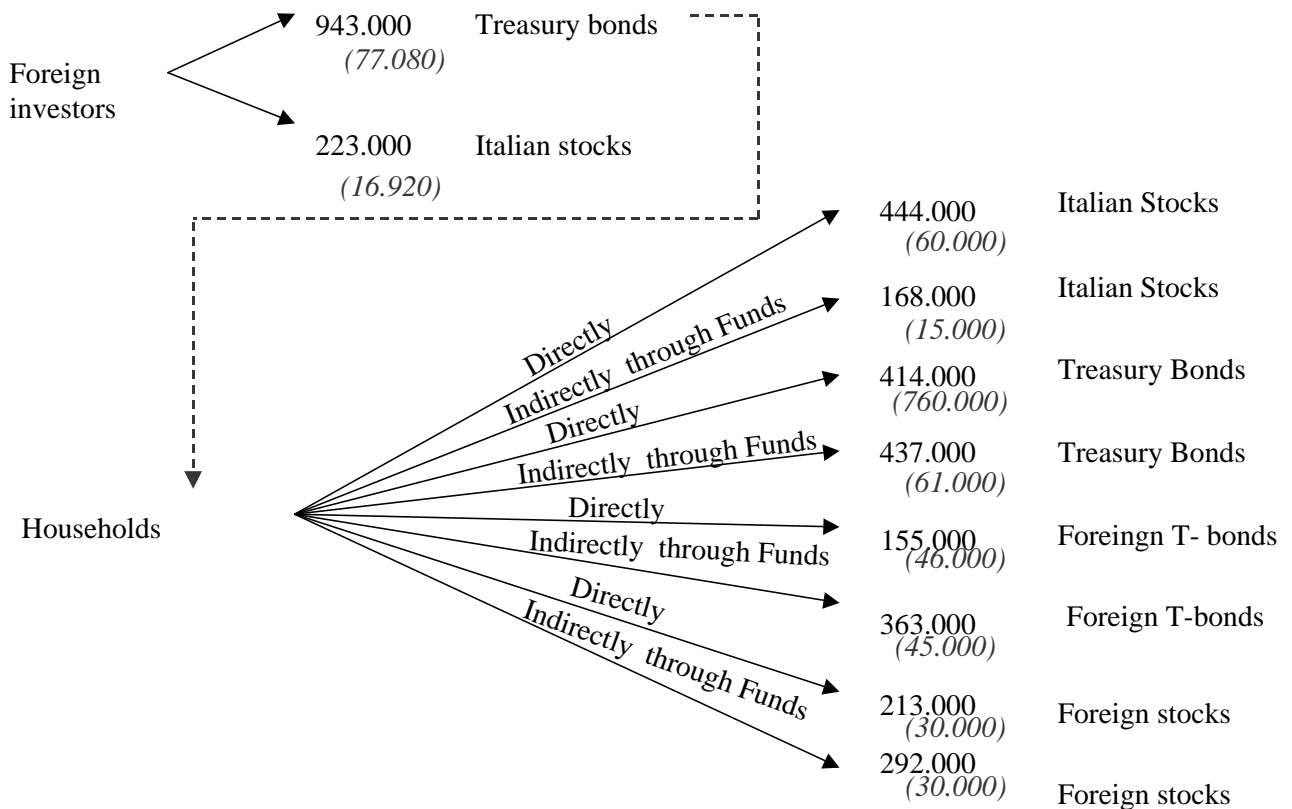 943.000 Treasury bonds
(77.080)
Foreign
investors
223.000 Italian stocks
(16.920)
444.000 Italian Stocks
(60.000)
Directly
168.000 Italian Stocks
(15.000)
Indirectly through Funds
414.000 Treasury Bonds
(760.000)
Directly
437.000 Treasury Bonds
(61.000)
Indirectly through Funds
Households
Directly
155.000 Foreingn T- bonds
(46.000)
Indirectly through Funds
363.000 Foreign T-bonds
(45.000)
Directly
213.000 Foreign stocks
(30.000)
Indirectly through Funds
292.000 Foreign stocks
(30.000)